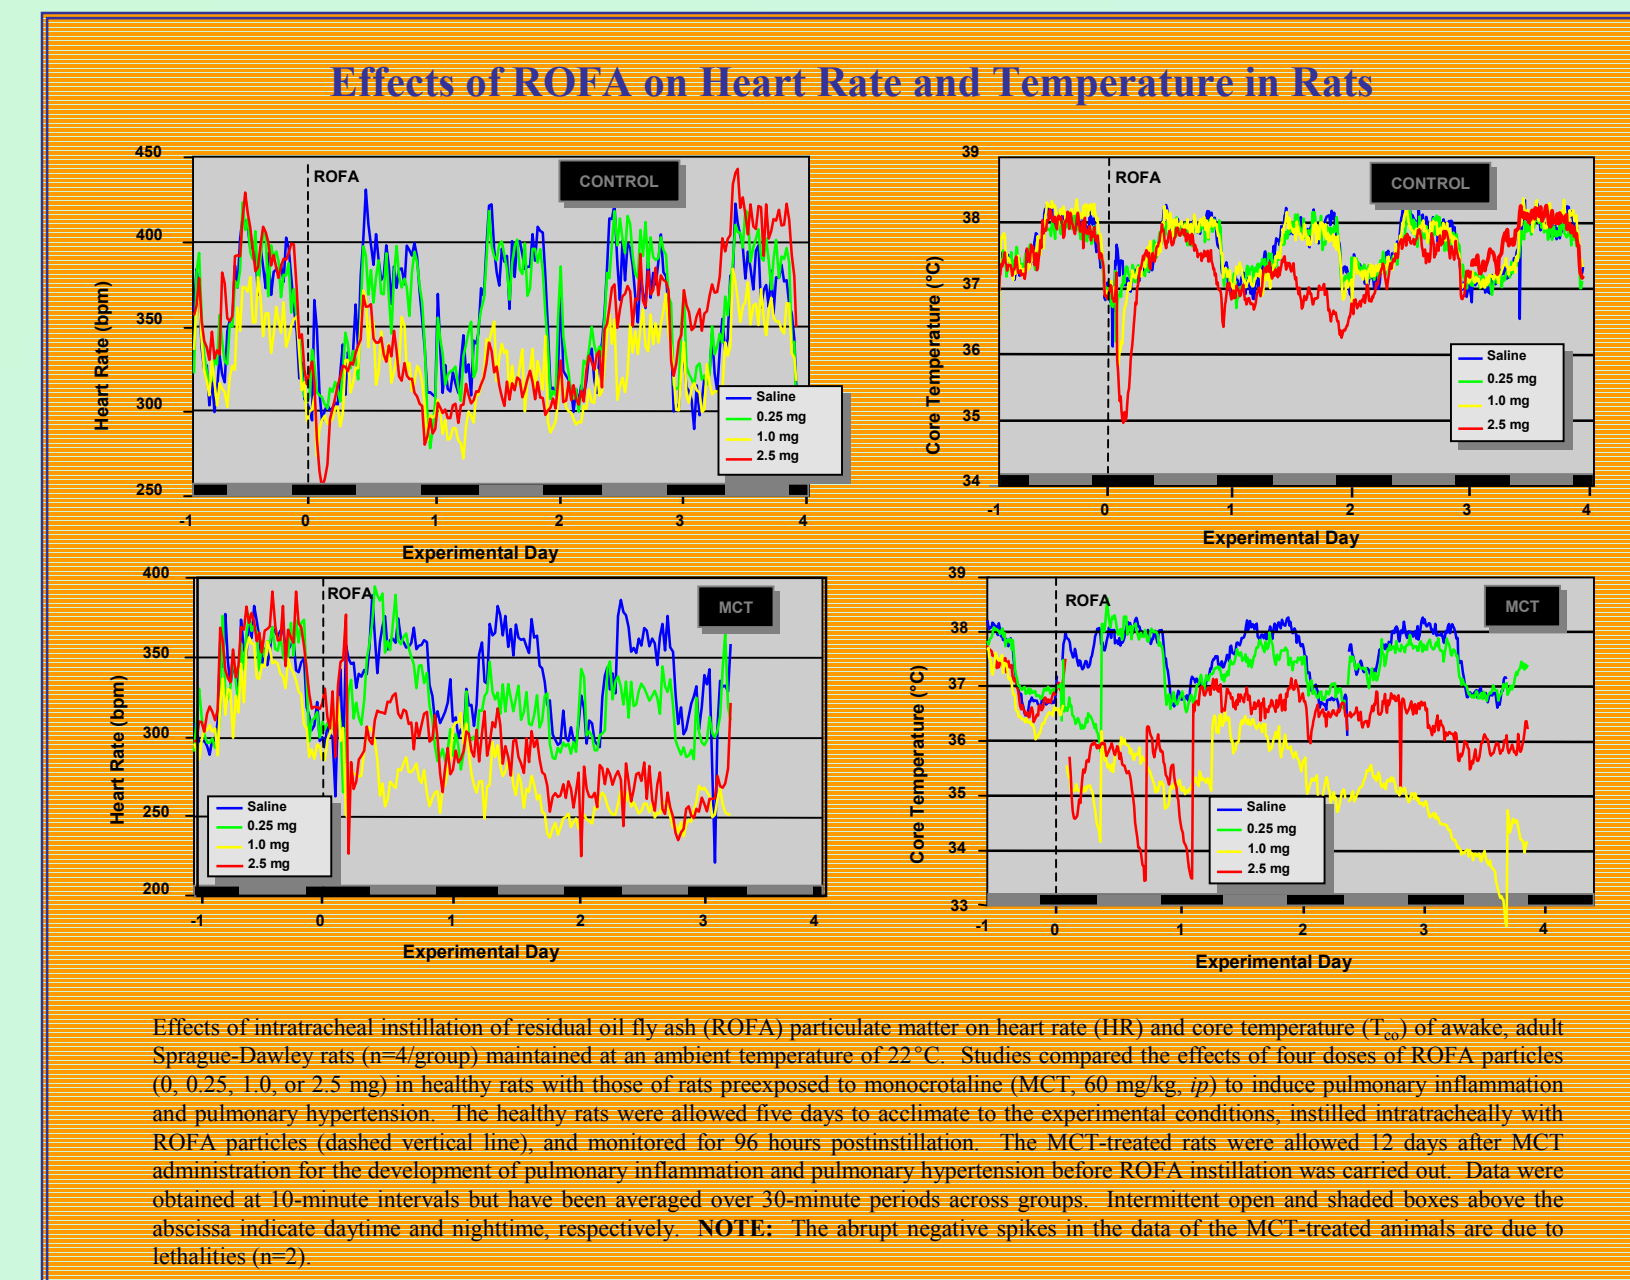 Effects of ROFA on Heart Rate and Temperature in Rats
450
400
350
300
250
Heart Rate (bpm)
ROFA
CONTROL
Saline
0.25 mg
1.0 mg
2.5 mg
-1 0 1 2 3 4
Experimental Day
39
38
37
36
35
34
Core Temperature (°C)
ROFA
CONTROL
Saline
0.25 mg
1.0 mg
2.5 mg
-1 0 1 2 3 4
Experimental Day
400
350
300
250
200
Heart Rate (bpm)
ROFA
MCT
Saline
0.25 mg
1.0 mg
2.5 mg
-1 0 1 2 3 4
Experimental Day
39
38
37
36
35
34
33
Core Temperature (°C)
ROFA
MCT
Saline
0.25 mg
1.0 mg
2.5 mg
-1 0 1 2 3 4
Experimental Day
Effects of intratracheal instillation of residual oil fly ash (ROFA) particulate matter on heart rate (HR) and core temperature (Tco) of awake, adult
Sprague-Dawley rats (n=4/group) maintained at an ambient temperature of 22°C. Studies compared the effects of four doses of ROFA particles
(0, 0.25, 1.0, or 2.5 mg) in healthy rats with those of rats preexposed to monocrotaline (MCT, 60 mg/kg, ip) to induce pulmonary inflammation
and pulmonary hypertension. The healthy rats were allowed five days to acclimate to the experimental conditions, instilled intratracheally with
ROFA particles (dashed vertical line), and monitored for 96 hours postinstillation. The MCT-treated rats were allowed 12 days after MCT
administration for the development of pulmonary inflammation and pulmonary hypertension before ROFA instillation was carried out. Data were
obtained at 10-minute intervals but have been averaged over 30-minute periods across groups. Intermittent open and shaded boxes above the
abscissa indicate daytime and nighttime, respectively. NOTE: The abrupt negative spikes in the data of the MCT-treated animals are due to
lethalities (n=2).